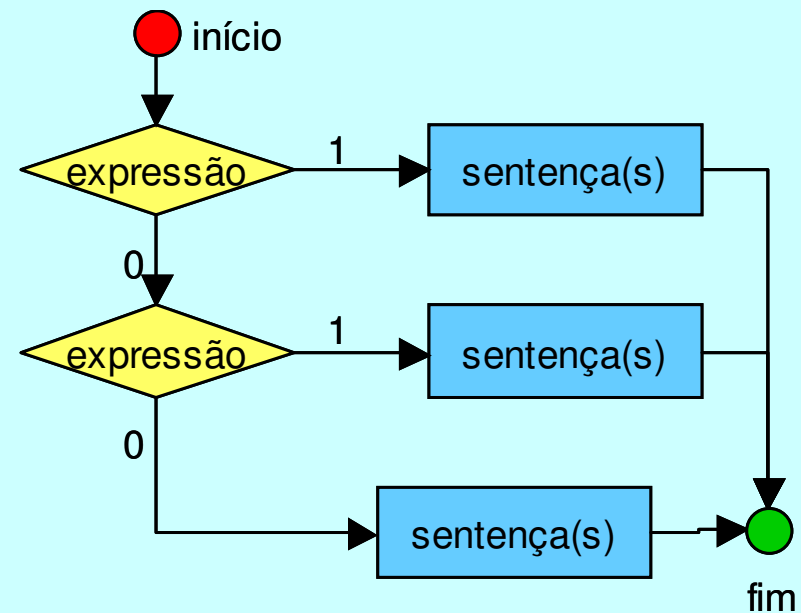 início
1
expressão
sentença(s)
0
1
expressão
sentença(s)
0
sentença(s)
fim